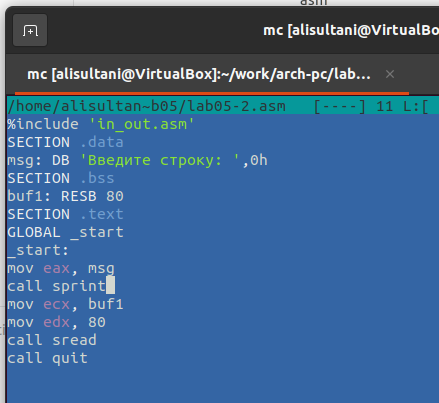 mc [alisultani@VirtualBo
mc [alisultani@VirtualBox]:~/work/arch-pc/lab…
/home/alisultan~b05/lab05-2.asm [----] 11 L:[
%include 'in_out.asm'
SECTION .data
msg: DB 'Введите строку: ',0h
SECTION .bss
buf1: RESB 80
SECTION .text
GLOBAL _start
_start:
mov eax, msg
call sprint
mov ecx, buf1
mov edx, 80
call sread
call quit